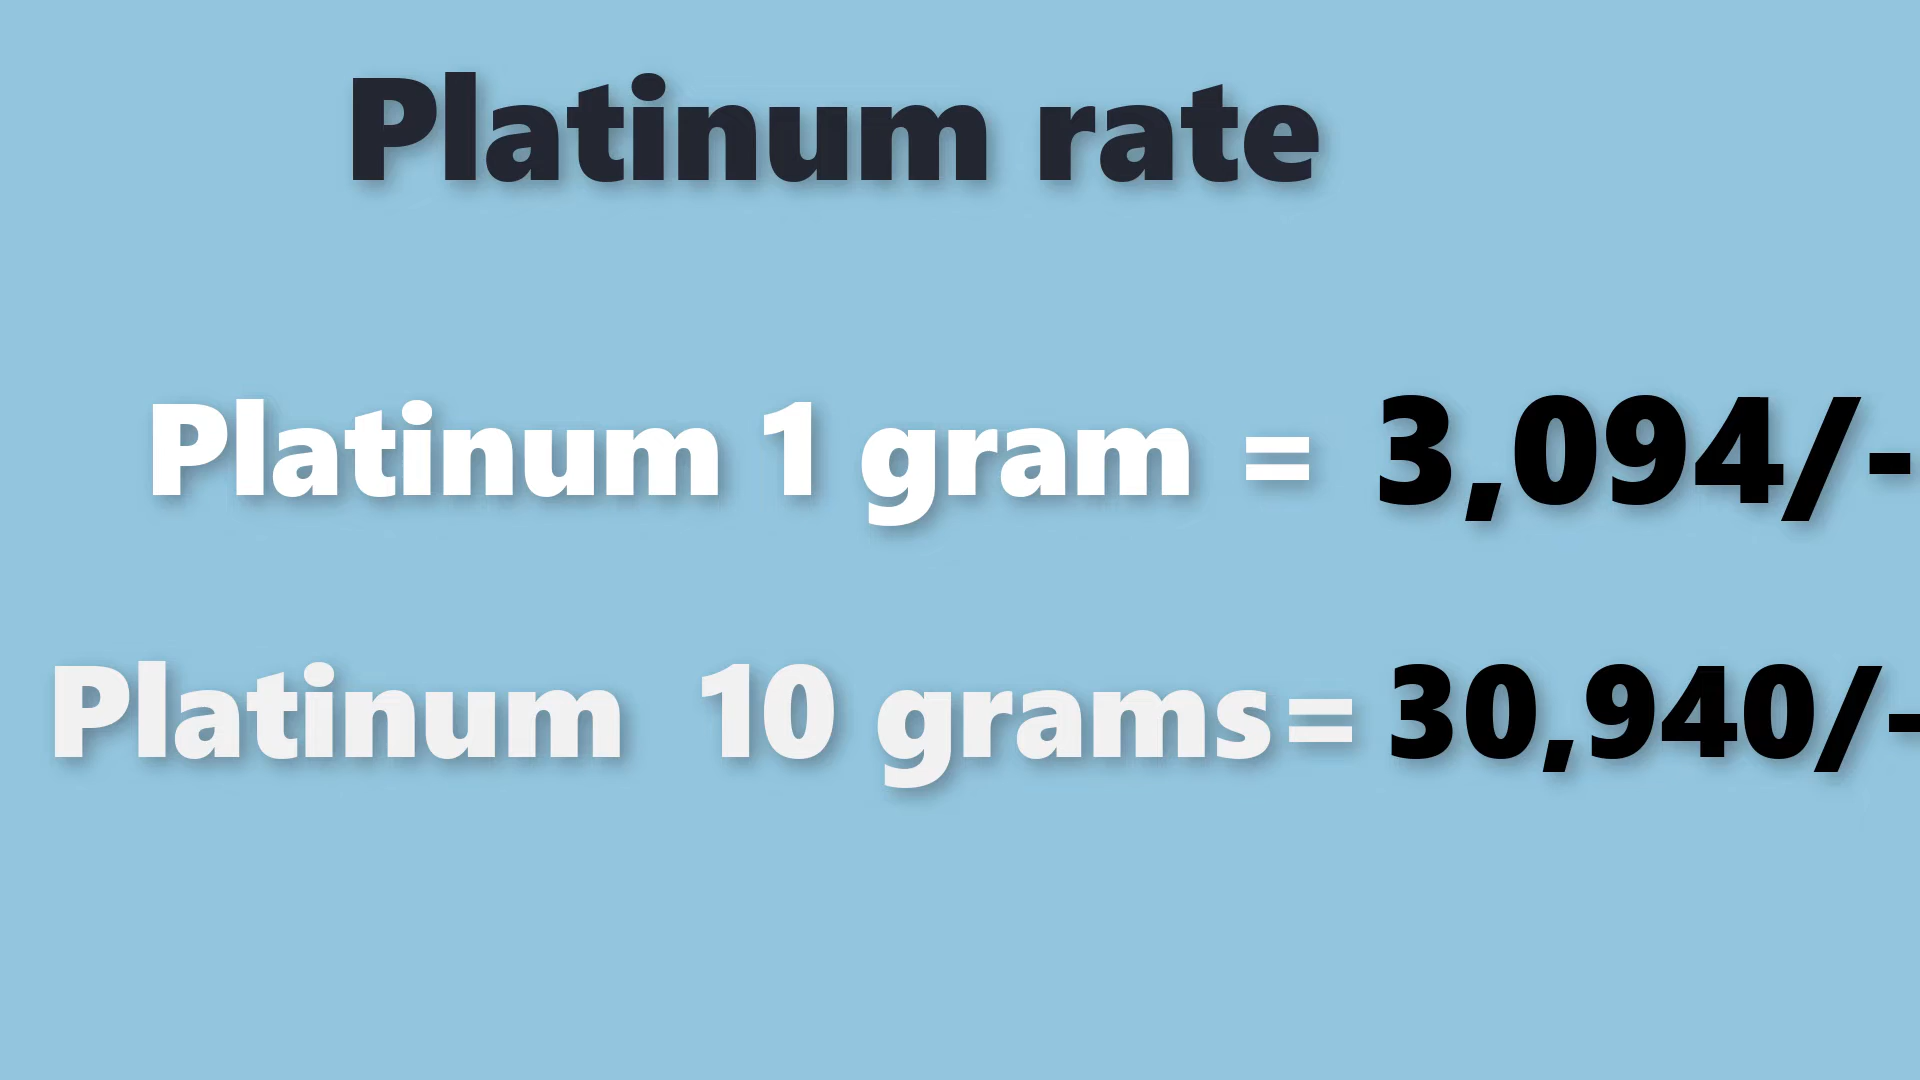 Platinum rate
Platinum 1 gram = 3,094/-
Platinum 10 grams= 30,940/-